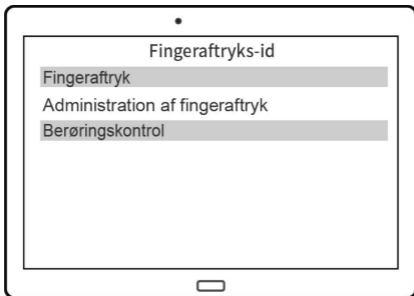 Fingeraftryks-id
Fingeraftryk
Administration af fingeraftryk
Berøringskontrol